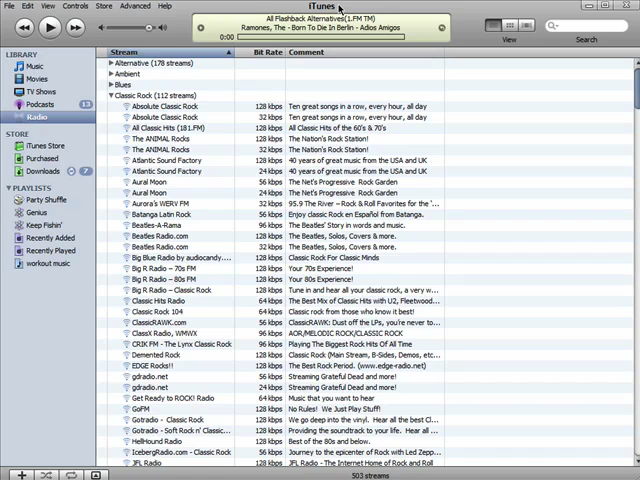 File Edit View Controls Store Advanced Help
iTunes
All Flashback Alternatives(1.FM TM)
Ramones, The - Born To Die In Berlin - Adios Amigos
0:00
View
Search
LIBRARY
Music
Movies
TV Shows
Podcasts 13
Radio
STORE
iTunes Store
Purchased
Downloads 7
PLAYLISTS
Party Shuffle
Genius
Keep Fishin'
Recently Added
Recently Played
workout music
Stream Bit Rate Comment
Alternative (178 streams)
Ambient
Blues
Classic Rock (112 streams)
Absolute Classic Rock 128 kbps Ten great songs in a row, every hour, all day
Absolute Classic Rock 32 kbps Ten great songs in a row, every hour, all day
All Classic Hits (181.FM) 128 kbps All Classic Hits of the 60's & 70's
The ANIMAL Rocks 128 kbps The Nation's Rock Station!
The ANIMAL Rocks 32 kbps The Nation's Rock Station!
Atlantic Sound Factory 128 kbps 40 years of great music from the USA and UK
Atlantic Sound Factory 56 kbps 40 years of great music from the USA and UK
Aural Moon 56 kbps The Net's Progressive Rock Garden
Aural Moon 24 kbps The Net's Progressive Rock Garden
Aurora's WERV FM 32 kbps 95.9 The River – Rock & Roll Favorites of the '...
Batanga Latin Rock 56 kbps Enjoy classic Rock en Español from Batanga.
Beatles-A-Rama 96 kbps The Beatles' Story in words and music.
Beatles Radio.com 128 kbps The Beatles, Solos, Covers & more.
Beatles Radio.com 32 kbps The Beatles, Solos, Covers & more.
Big Blue Radio by audiocandy.... 128 kbps Classic Rock For Classic Minds
Big R Radio – 70s FM 128 kbps Your 70s Experience!
Big R Radio – 80s FM 128 kbps Your 80s Experience!
Big R Radio – Classic Rock 128 kbps Tune in and hear all your classic rock, a very w...
Classic Hits Radio 64 kbps The Best Mix of Classic Hits with U2, Fleetwood...
Classic Rock 104 64 kbps Classic rock from those who know it best!
ClassicRAWK.com 56 kbps ClassicRAWK: Dust off the LPs, you're never to...
ClassX Radio, WMWX 96 kbps AOR/MELODIC ROCK/CLASSIC ROCK
CRIK FM - The Lynx Classic Rock 96 kbps Playing The Biggest Rock Hits Of All Time
Demented Rock 128 kbps Classic Rock (Main Stream, B-Sides, Demos, etc...
EDGE Rocks!! 128 kbps The Best Rock Period. (www.edge-radio.net)
gdradio.net 56 kbps Streaming Grateful Dead and more!
gdradio.net 24 kbps Streaming Grateful Dead and more!
Get Ready to ROCK! Radio 64 kbps Music that you want to hear
GoFM 128 kbps No Rules! We Just Play Stuff!
Gotradio - Classic Rock 128 kbps We go deep into the vinyl. Hear all the best Cl...
Gotradio - Soft Rock n' Classic... 128 kbps Providing the soundtrack to your life. Hear all t...
HellHound Radio 96 kbps Best of the 80s and below.
IcebergRadio.com - Classic Rock 56 kbps Journey to the epicenter of Rock with Led Zepp...
JFL Radio 128 kbps JFL Radio - The Internet Home of Rock and Roll
503 streams